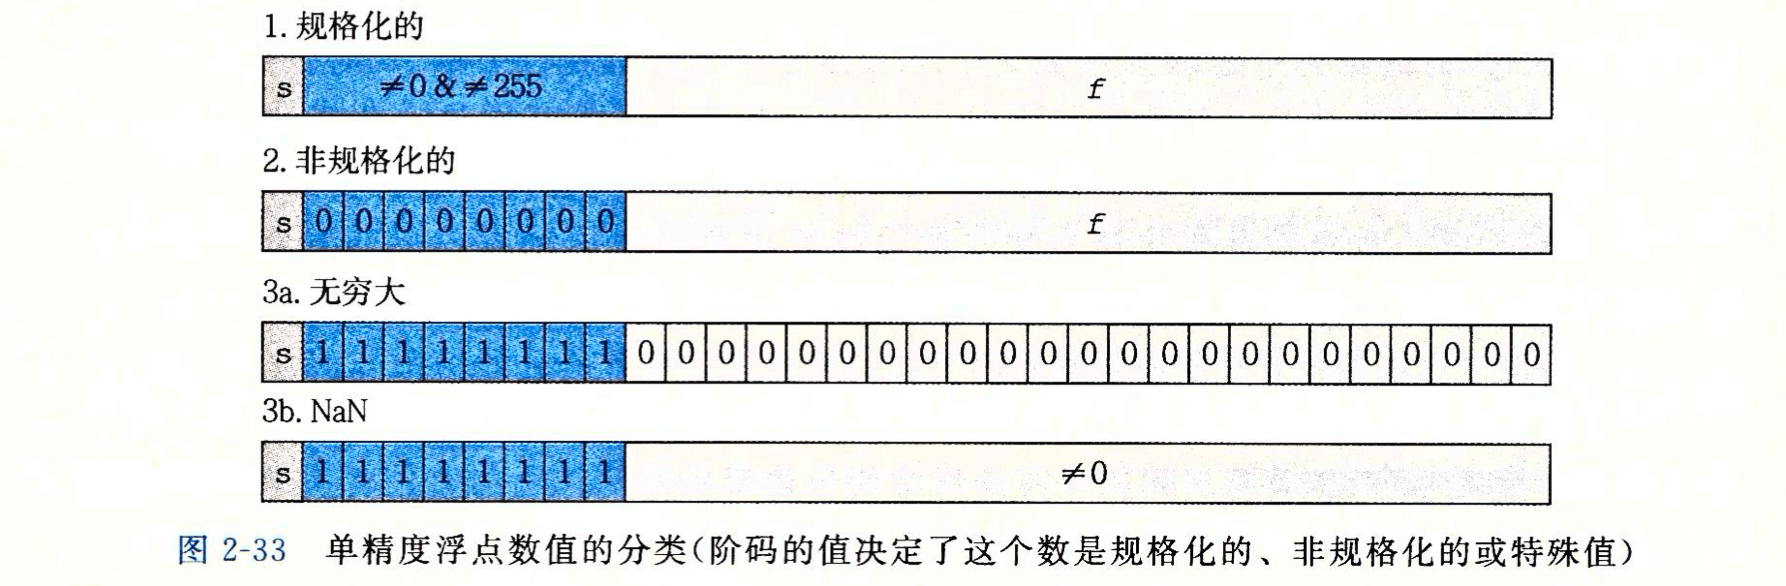 1. 规格化的
s ≠0 & ≠255 f
2. 非规格化的
s 0 0 0 0 0 0 0 0 f
3a. 无穷大
s 1 1 1 1 1 1 1 1 0 0 0 0 0 0 0 0 0 0 0 0 0 0 0 0 0 0 0 0 0 0 0
3b. NaN
s 1 1 1 1 1 1 1 1 ≠0
图 2-33 单精度浮点数值的分类(阶码的值决定了这个数是规格化的、非规格化的或特殊值)